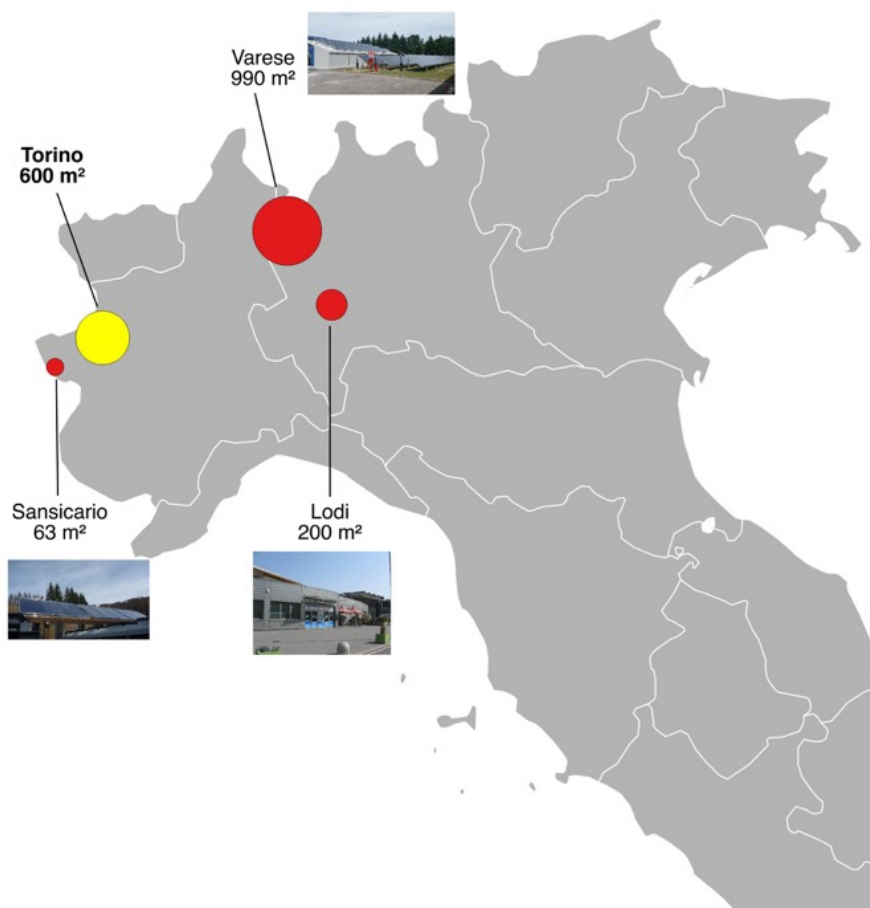 Varese
990 m²
Torino
600 m²
Sansicario
63 m²
Lodi
200 m²